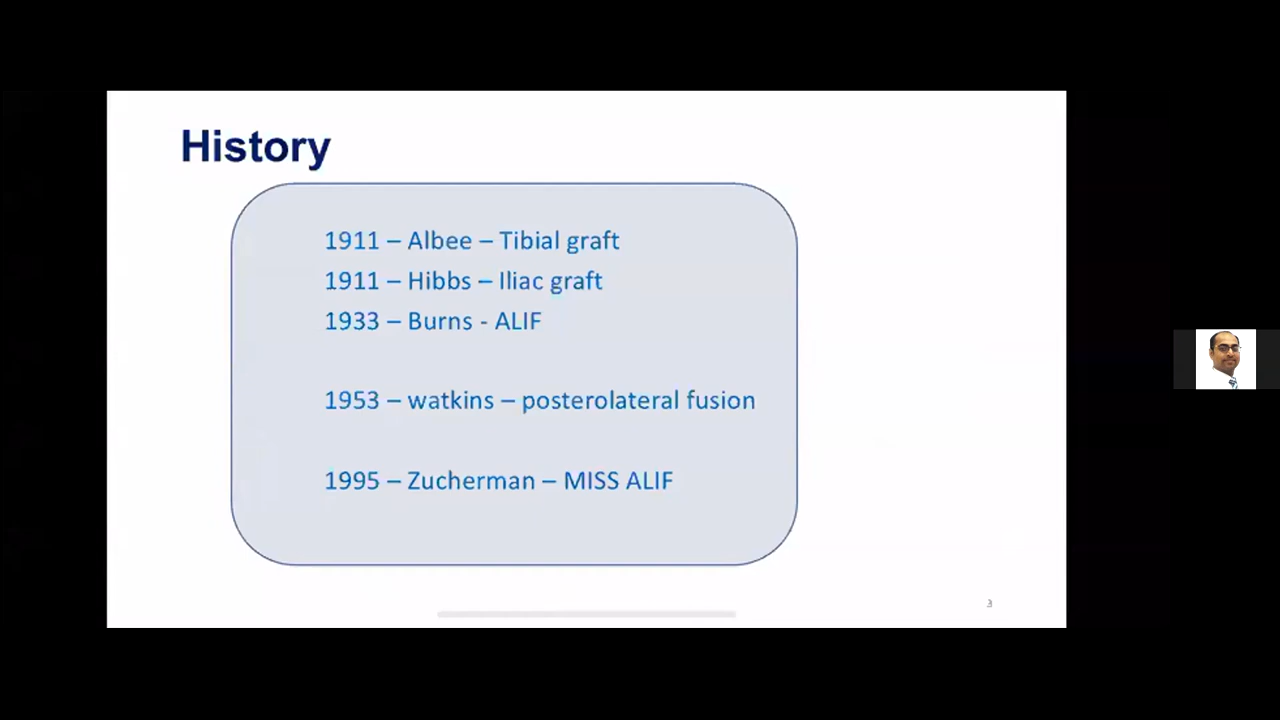 History
1911 – Albee – Tibial graft
1911 – Hibbs – Iliac graft
1933 – Burns - ALIF
1953 – watkins – posterolateral fusion
1995 – Zucherman – MISS ALIF
3